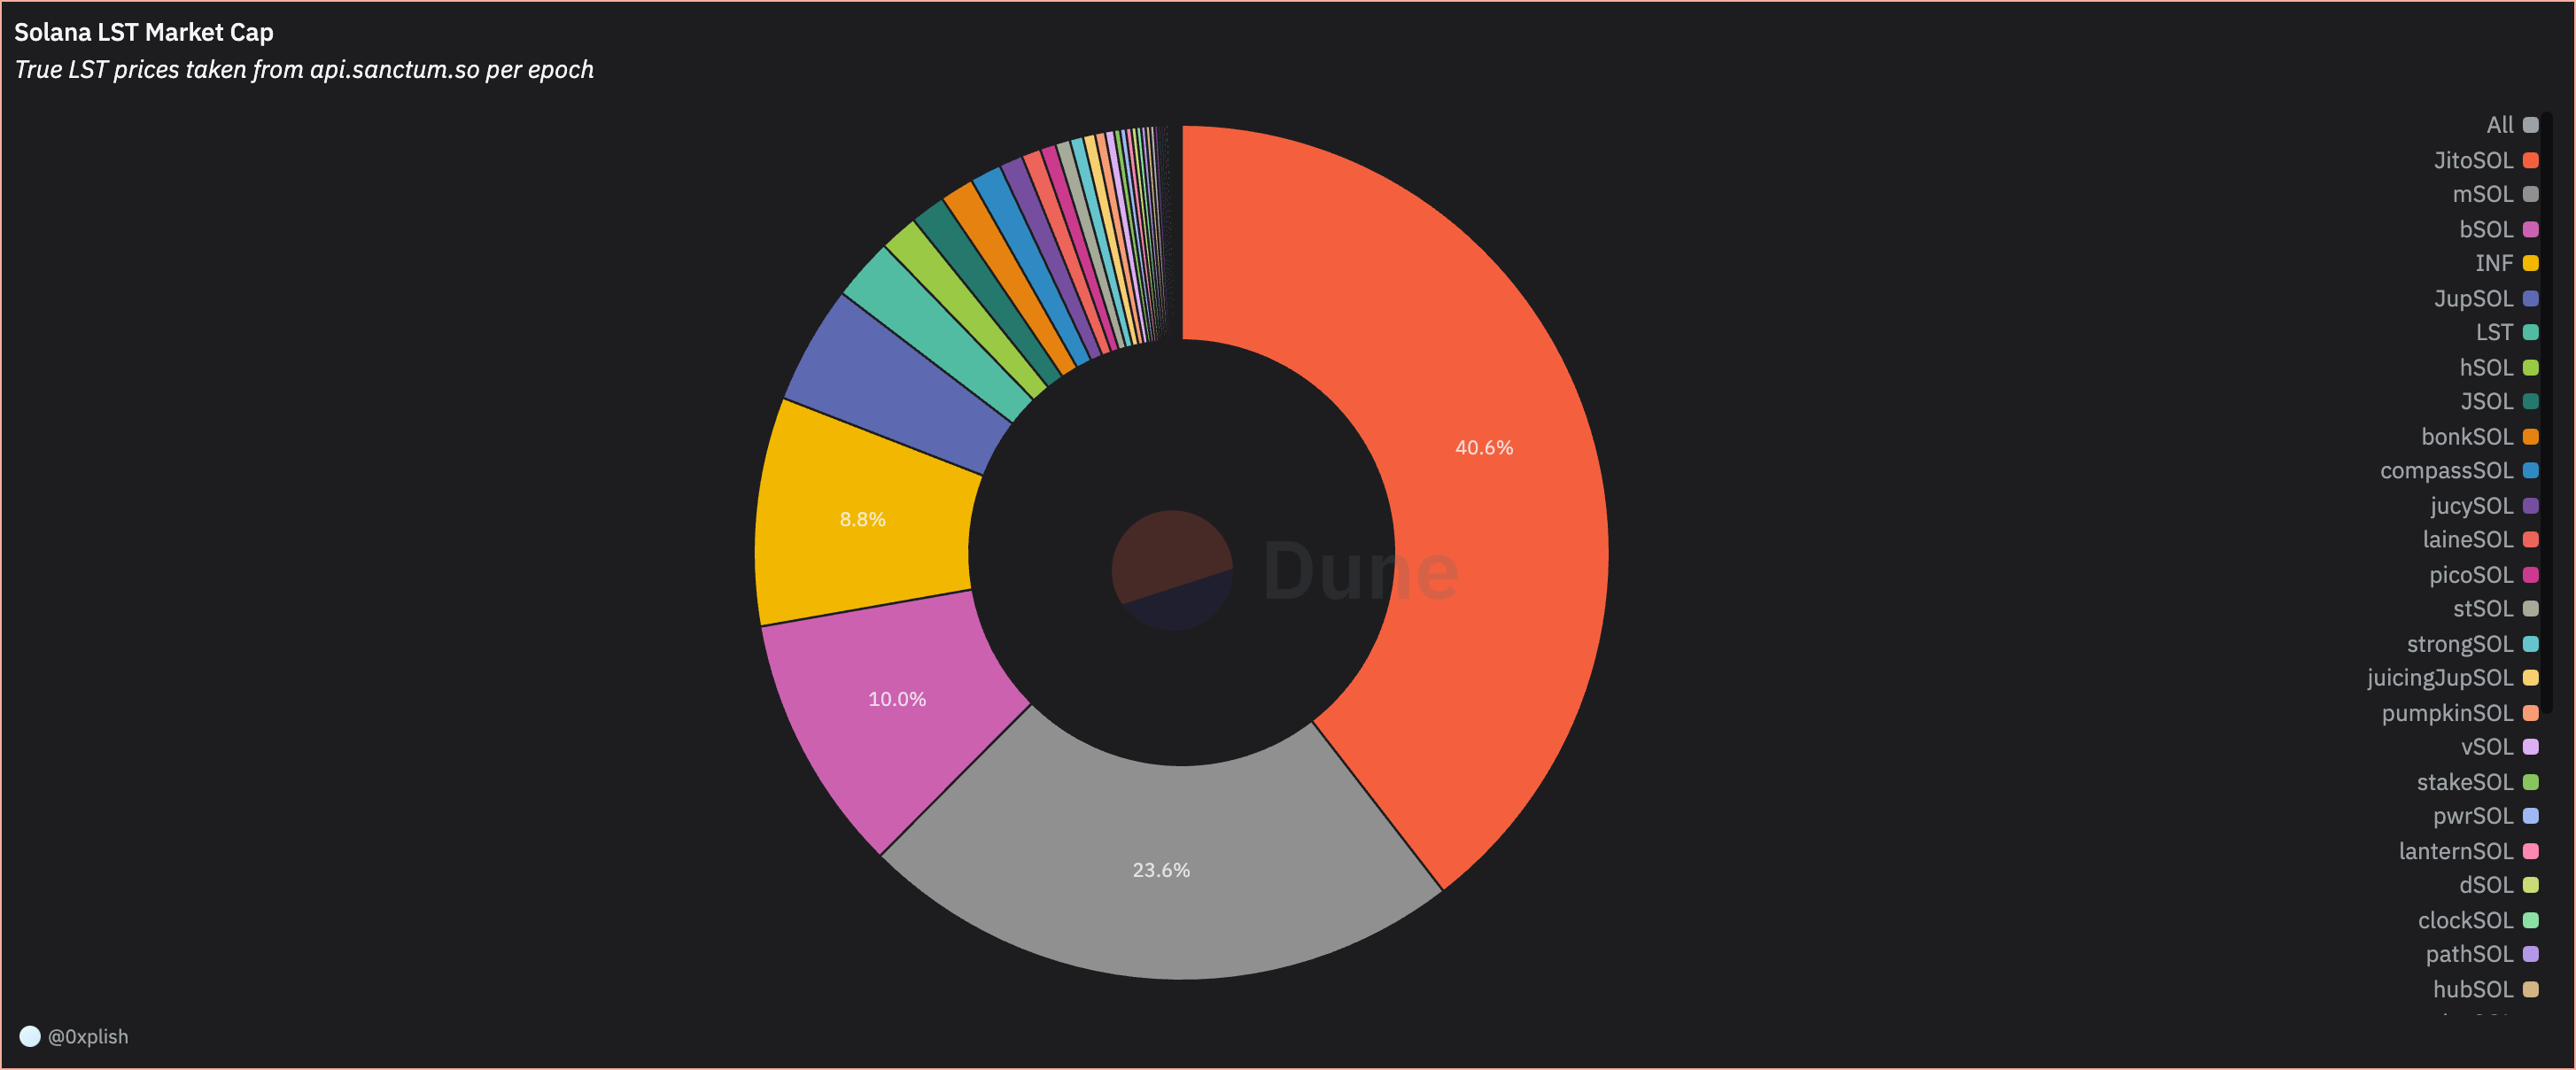 Solana LST Market Cap
True LST prices taken from api.sanctum.so per epoch
40.6%
8.8%
10.0%
23.6%
Dune
All
JitoSOL
mSOL
bSOL
INF
JupSOL
LST
hSOL
JSOL
bonkSOL
compassSOL
jucySOL
laineSOL
picoSOL
stSOL
strongSOL
juicingJupSOL
pumpkinSOL
vSOL
stakeSOL
pwrSOL
lanternSOL
dSOL
clockSOL
pathSOL
hubSOL
@0xplish